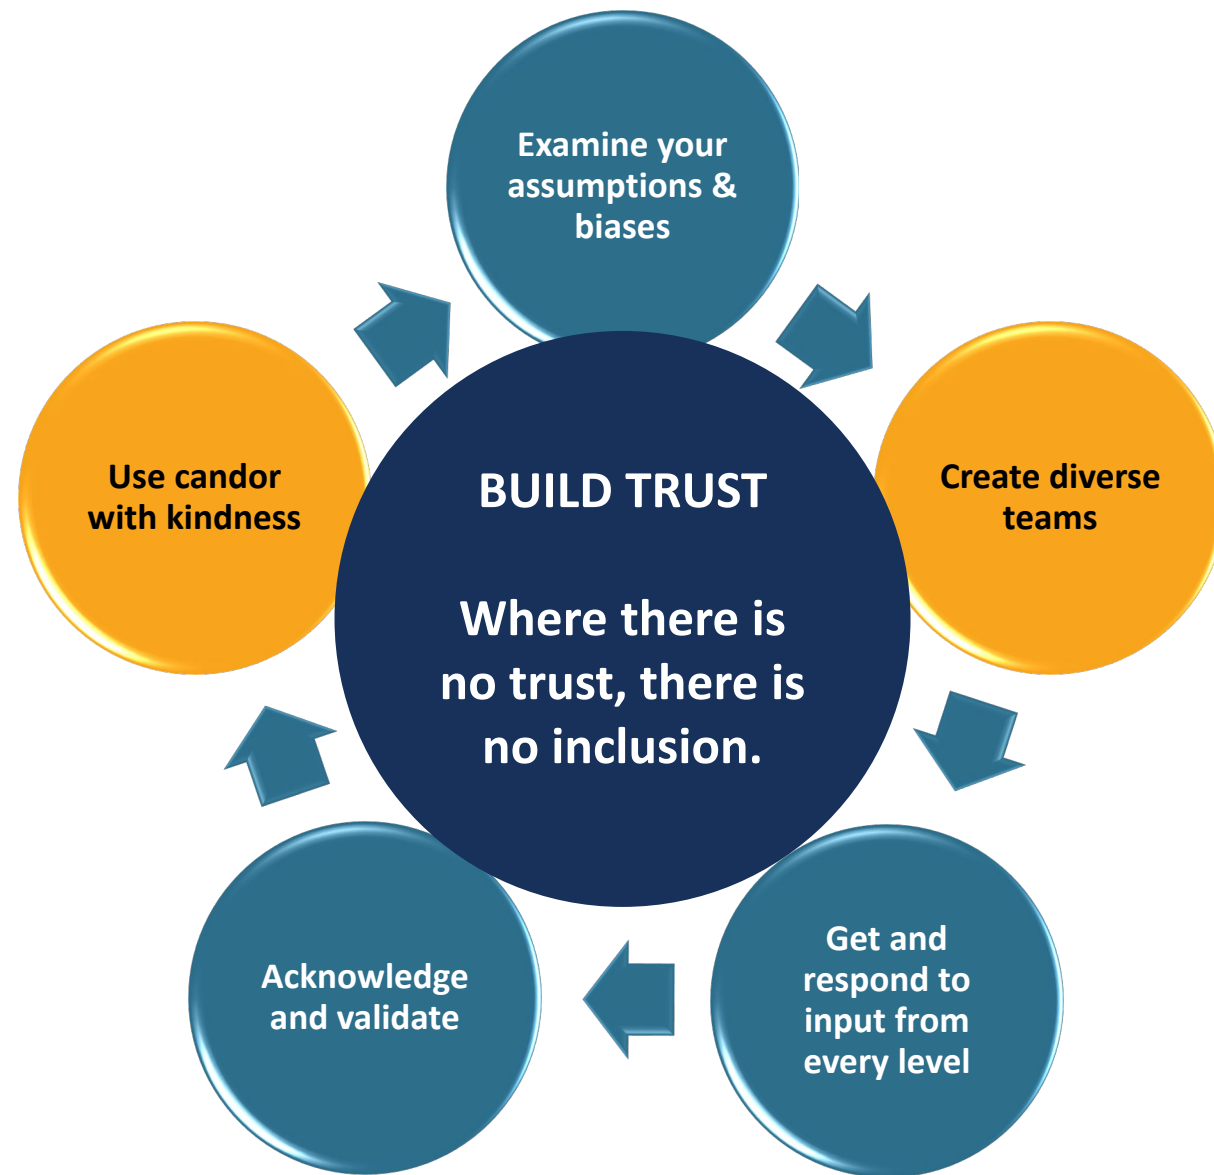 Examine your
assumptions &
biases
Use candor
with kindness
BUILD TRUST
Where there is
no trust, there is
no inclusion.
Create diverse
teams
Acknowledge
and validate
Get and
respond to
input from
every level